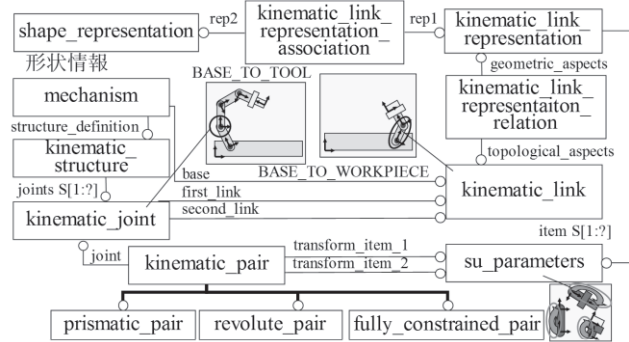 shape_representation
rep2
kinematic_link_
representation_
association
rep1
kinematic_link_
representation
形状情報
BASE_TO_TOOL
geometric_aspects
mechanism
kinematic_link_
representaiton_
relation
structure_definition
kinematic_
structure
topological_aspects
BASE_TO_WORKPIECE
base
joints S[1:?]
first_link
kinematic_link
kinematic_joint
second_link
item S[1:?]
joint
kinematic_pair
transform_item_1
transform_item_2
su_parameters
prismatic_pair
revolute_pair
fully_constrained_pair